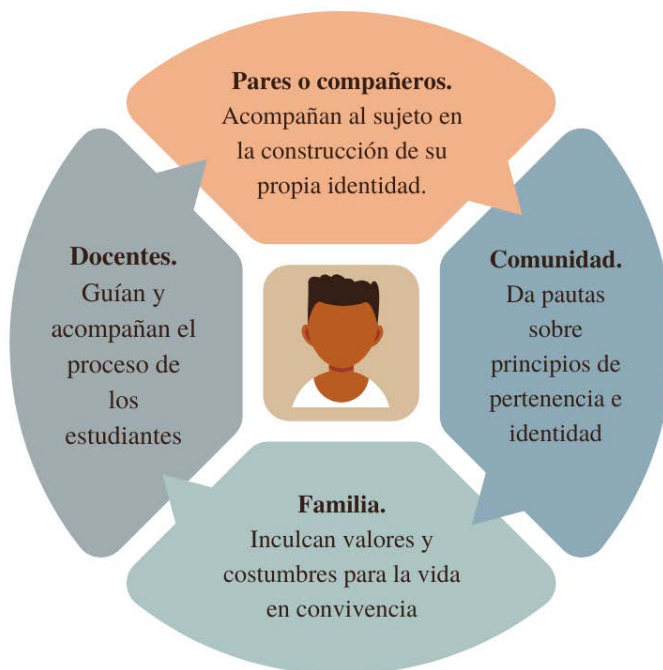 Pares o compañeros.
Acompañan al sujeto en
la construcción de su
propia identidad.
Docentes.
Guían y
acompañan el
proceso de
los
estudiantes
Comunidad.
Da pautas
sobre
principios de
pertenencia e
identidad
Familia.
Inculcan valores y
costumbres para la vida
en convivencia